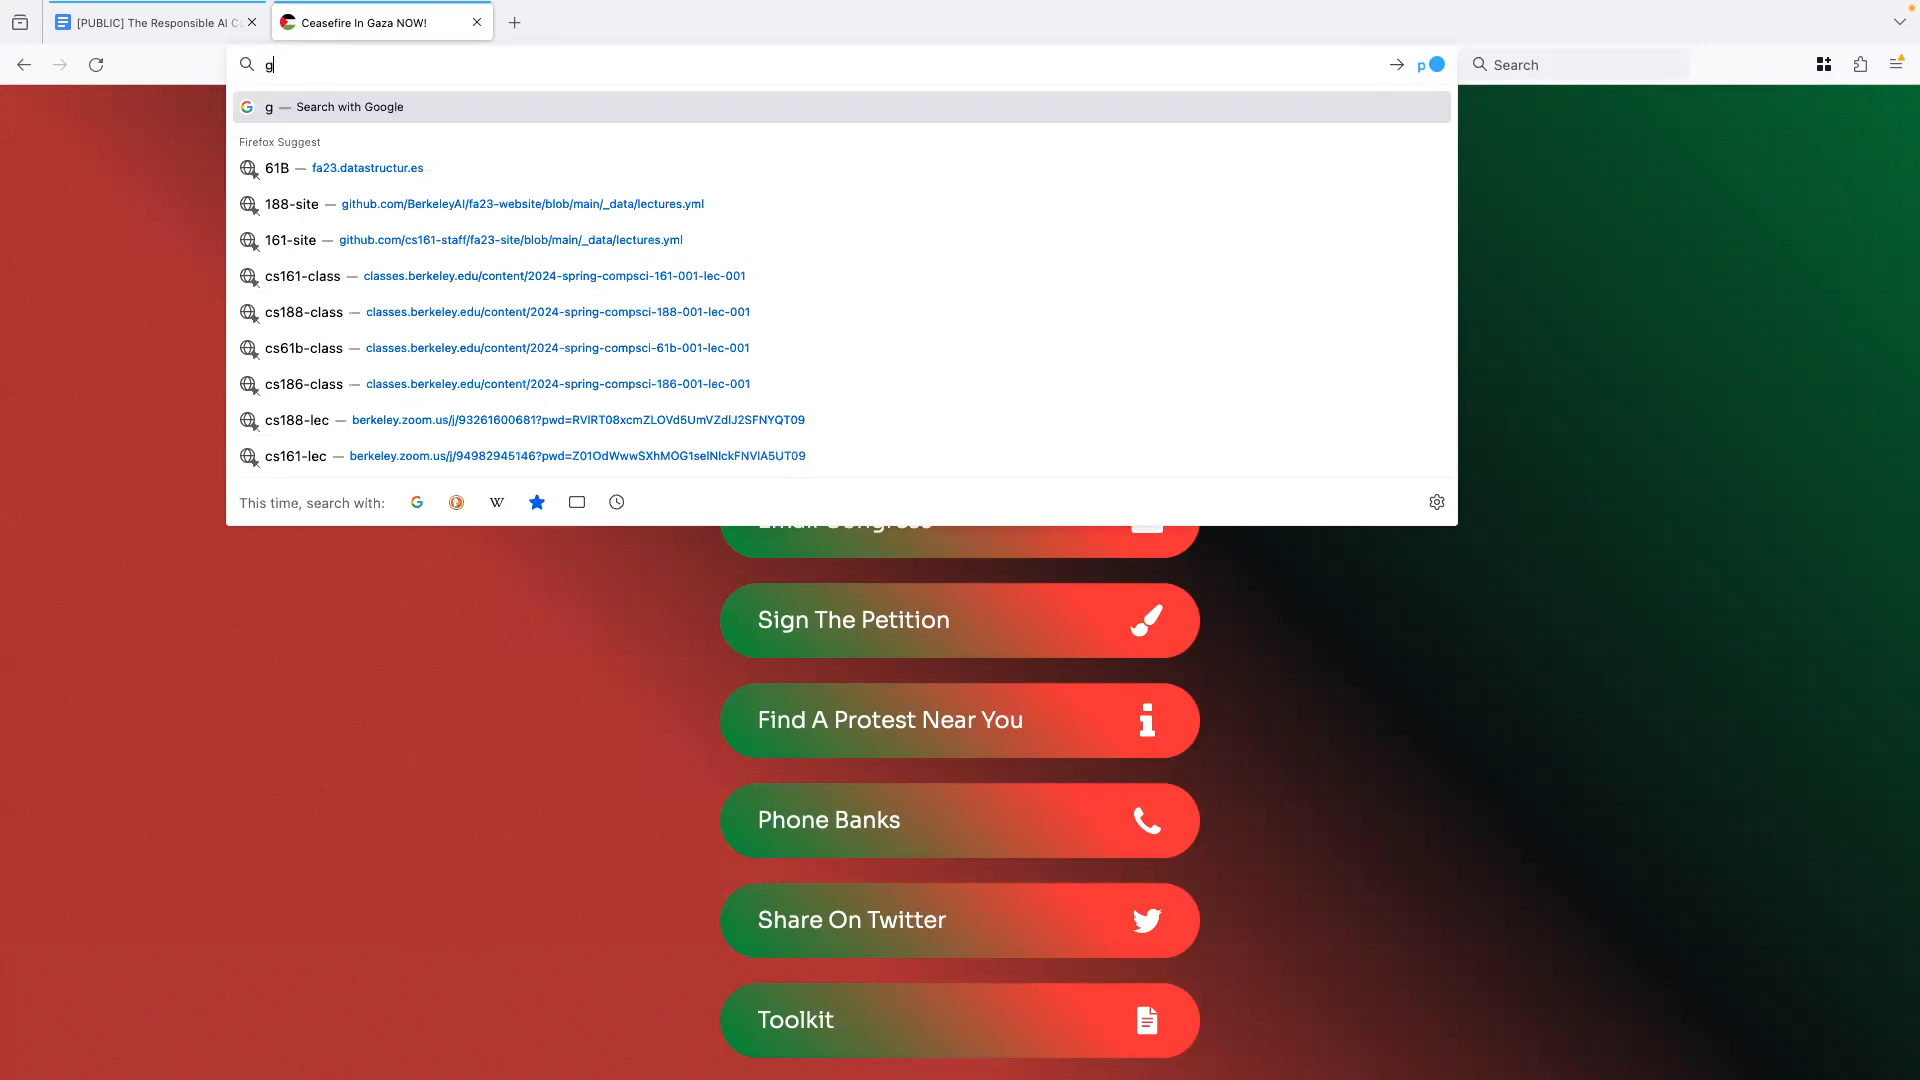 [PUBLIC] The Responsible AI C
Ceasefire In Gaza NOW!
g
p
Search
g — Search with Google
Firefox Suggest
61B — fa23.datastructur.es
188-site — github.com/BerkeleyAI/fa23-website/blob/main/_data/lectures.yml
161-site — github.com/cs161-staff/fa23-site/blob/main/_data/lectures.yml
cs161-class — classes.berkeley.edu/content/2024-spring-compsci-161-001-lec-001
cs188-class — classes.berkeley.edu/content/2024-spring-compsci-188-001-lec-001
cs61b-class — classes.berkeley.edu/content/2024-spring-compsci-61b-001-lec-001
cs186-class — classes.berkeley.edu/content/2024-spring-compsci-186-001-lec-001
cs188-lec — berkeley.zoom.us/j/93261600681?pwd=RVlRT08xcmZLOVd5UmVZdlJ2SFNYQT09
cs161-lec — berkeley.zoom.us/j/94982945146?pwd=Z01OdWwwSXhMOG1selNlckFNVlA5UT09
This time, search with:
Email Congress
Sign The Petition
Find A Protest Near You
Phone Banks
Share On Twitter
Toolkit